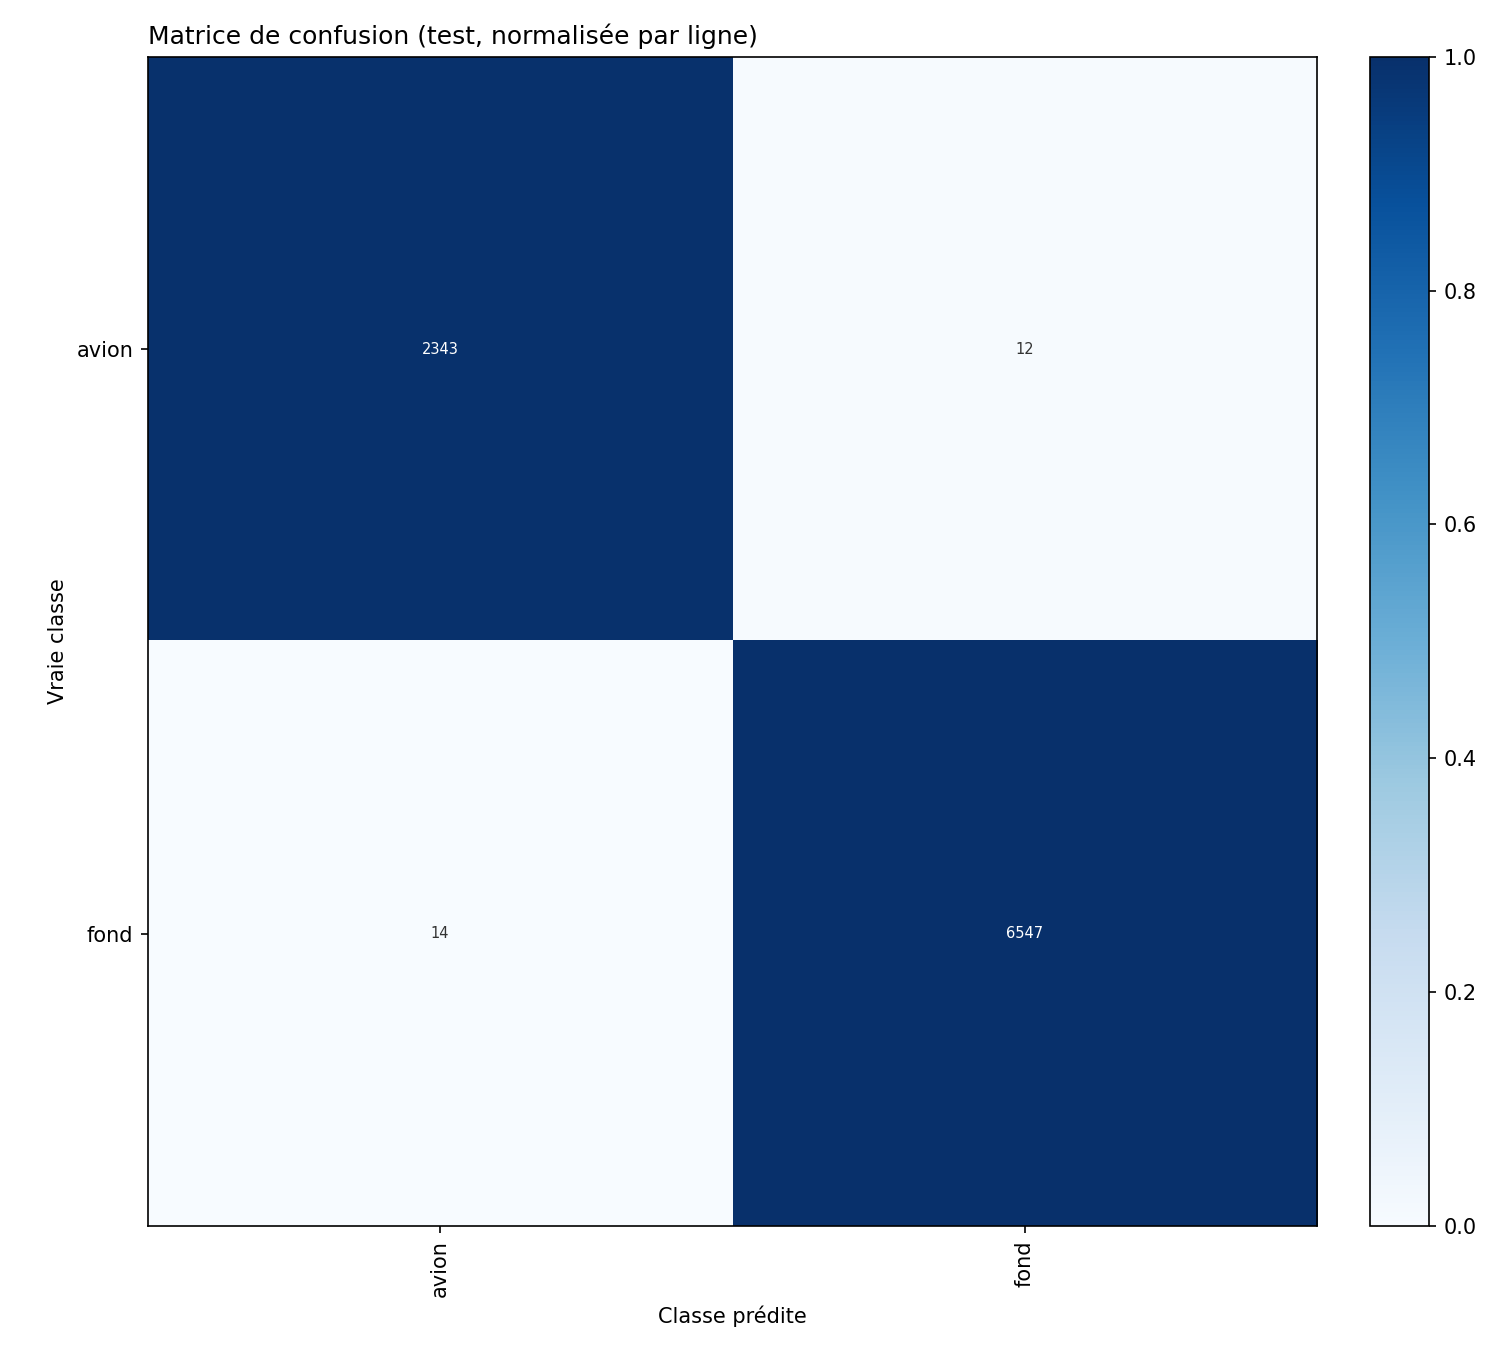 Matrice de confusion (test, normalisée par ligne)
1.0
0.8
0.6
0.4
0.2
0.0
Vraie classe
avion
2343
12
fond
14
6547
avion
fond
Classe prédite